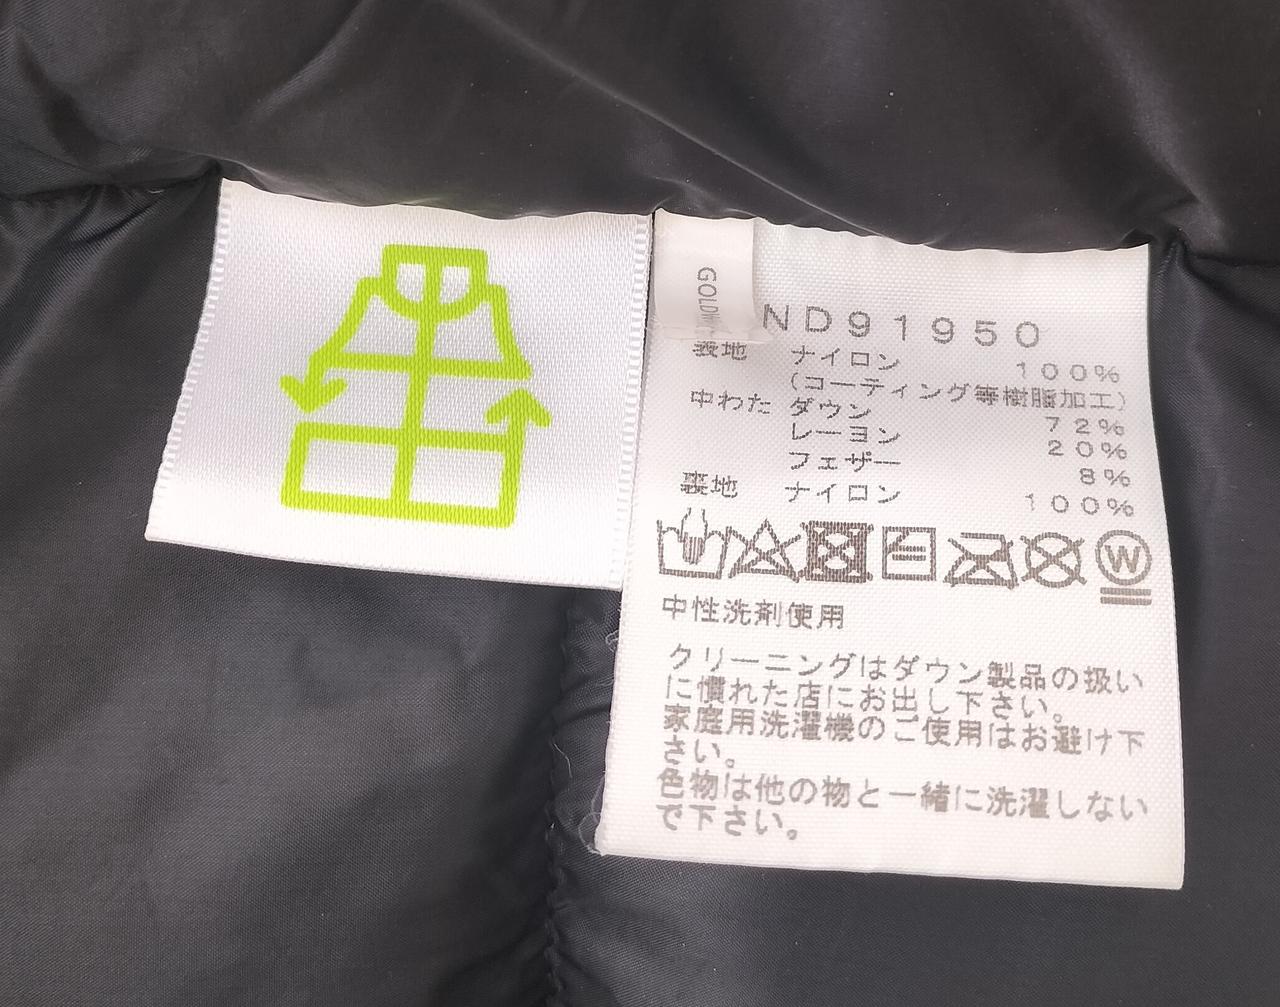 GOLDW
ND91950
表地 ナイロン 100%
(コーティング等樹脂加工)
中わた ダウン 72%
レーヨン 20%
フェザー 8%
裏地 ナイロン 100%
W
中性洗剤使用
クリーニングはダウン製品の扱い
に慣れた店にお出し下さい。
家庭用洗濯機のご使用はお避け下
さい。
色物は他の物と一緒に洗濯しない
で下さい。